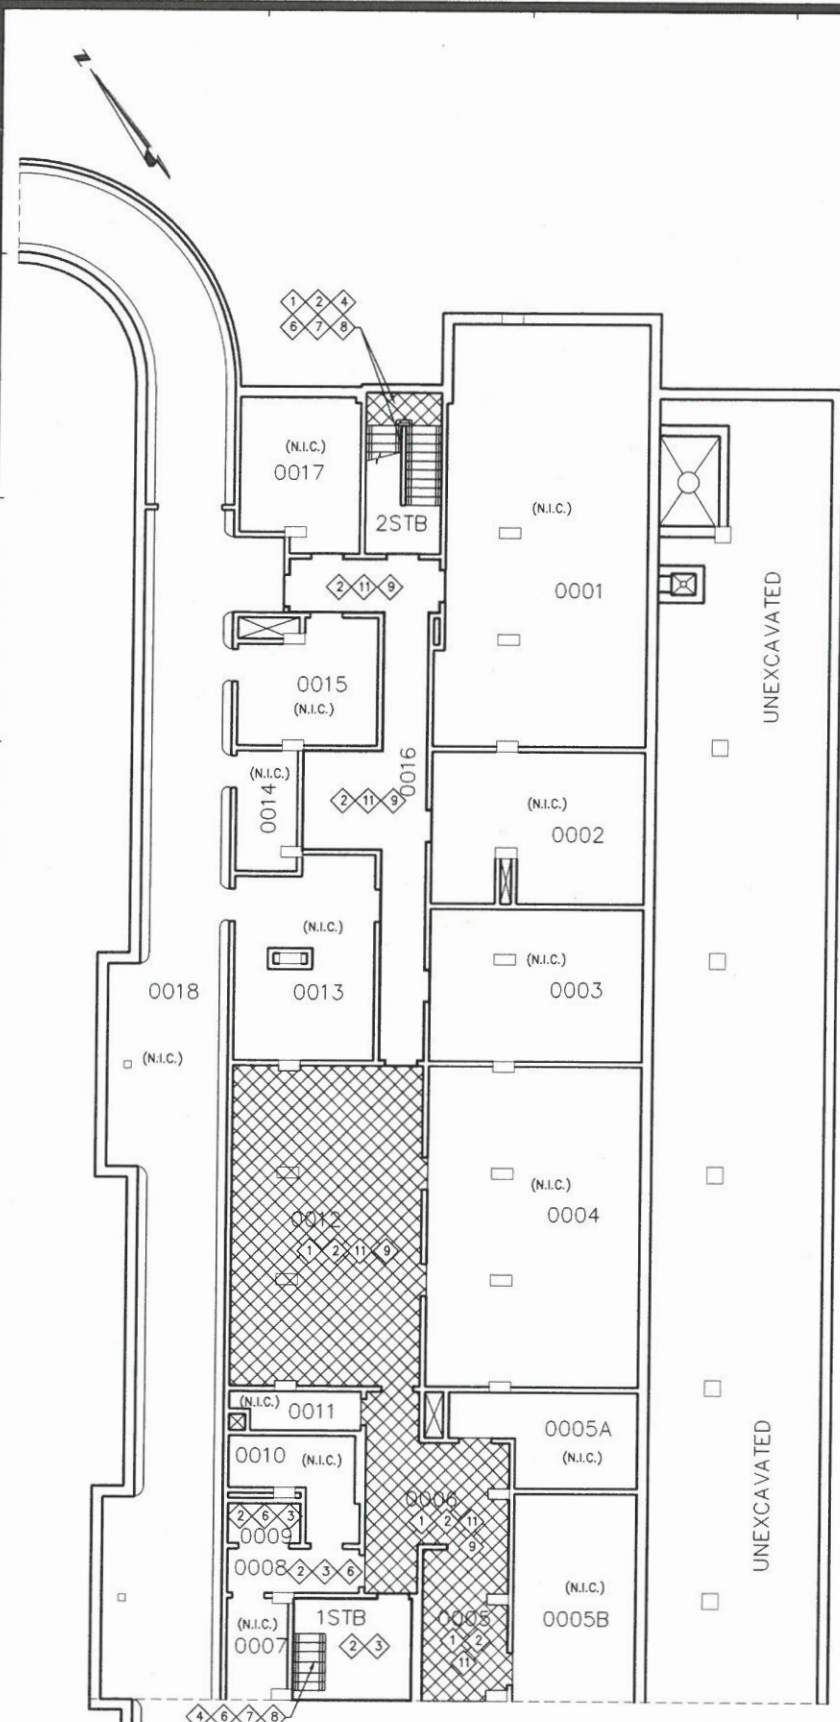 N
1 2 4
6 7 8
(N.I.C.)
0017
2STB
(N.I.C.)
0001
UNEXCAVATED
2 11 9
0015
(N.I.C.)
0016
(N.I.C.)
0014
2 11 9
(N.I.C.)
0002
(N.I.C.)
0013
(N.I.C.)
0003
0018
(N.I.C.)
(N.I.C.)
0004
0012
1 2 11 9
(N.I.C.)
0011
0005A
(N.I.C.)
0010
(N.I.C.)
UNEXCAVATED
0006
1 2 11
9
2 6 3
0009
0008
2 3 6
(N.I.C.)
0005B
1STB
2 3
(N.I.C.)
0007
0005
1 2
11
4 6 7 8